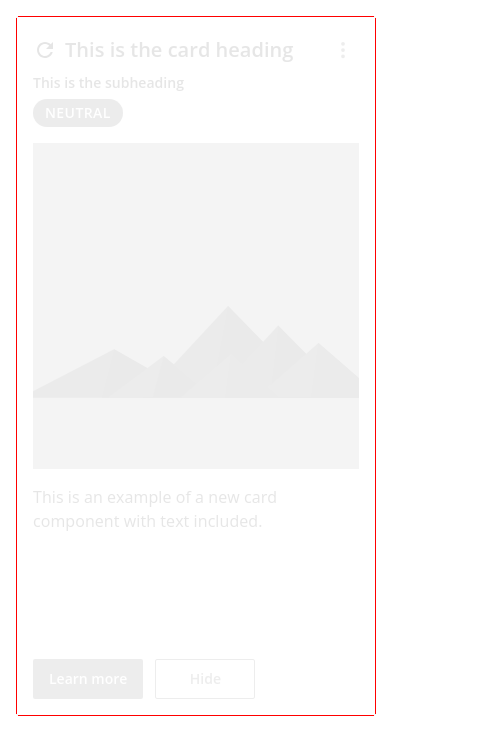 This is the card heading
This is the subheading
NEUTRAL
This is an example of a new card
component with text included.
Learn more
Hide